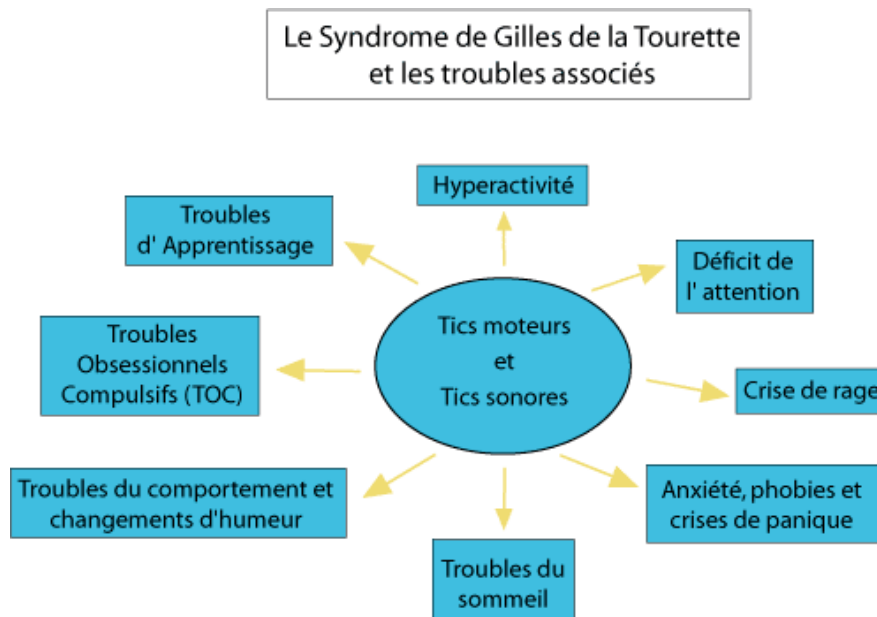 Le Syndrome de Gilles de la Tourette
et les troubles associés
Hyperactivité
Troubles
d' Apprentissage
Déficit de
l' attention
Tics moteurs
et
Tics sonores
Troubles
Obsessionnels
Compulsifs (TOC)
Crise de rage
Troubles du comportement et
changements d'humeur
Anxiété, phobies et
crises de panique
Troubles du
sommeil